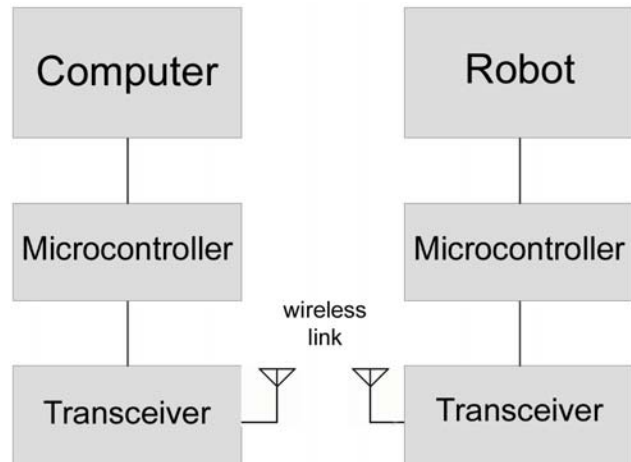 Computer
Robot
Microcontroller
Microcontroller
wireless
link
Transceiver
Transceiver